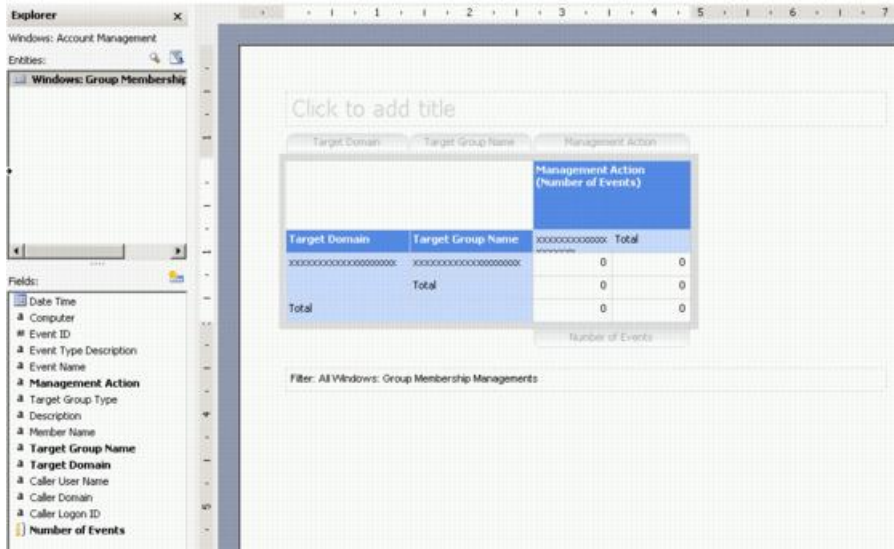 Explorer
Windows: Account Management
Entities:
Windows: Group Membership
Fields:
Date Time
Computer
Event ID
Event Type Description
Event Name
Management Action
Target Group Type
Description
Member Name
Target Group Name
Target Domain
Caller User Name
Caller Domain
Caller Logon ID
Number of Events
1 2 3 4 5 6 7
Click to add title
Target Domain Target Group Name Management Action
Management Action
(Number of Events)
Target Domain Target Group Name xxxxxxxxxxxxx Total
xxxxxxxxxxxxxxxxxxxx xxxxxxxxxxxxxxxxxxxx 0 0
Total 0 0
Total 0 0
Number of Events
Filter: All Windows: Group Membership Managements